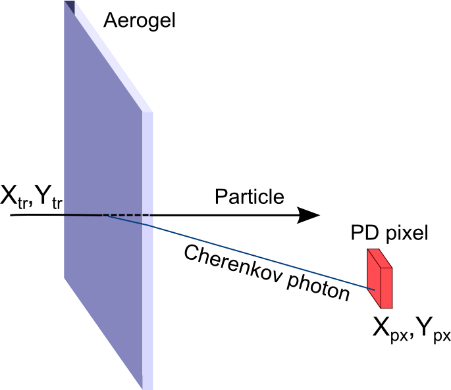 Aerogel
Xtr,Ytr
Particle
PD pixel
Cherenkov photon
Xpx,Ypx